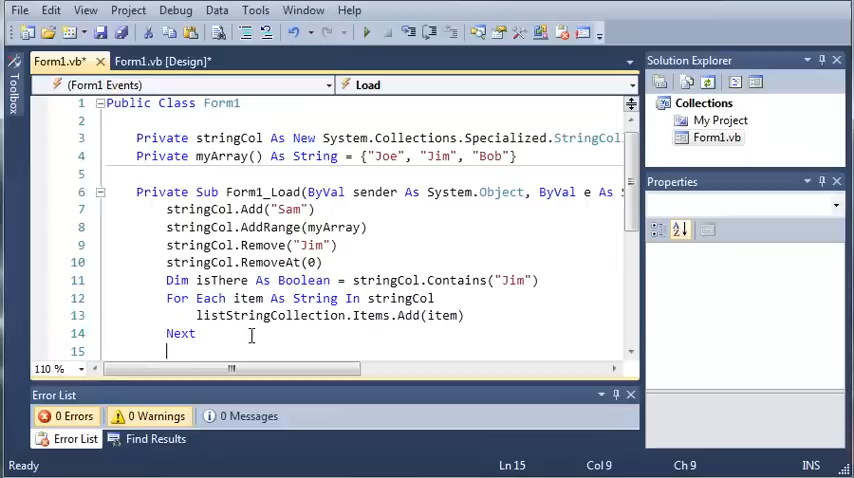 File Edit View Project Debug Data Tools Window Help
Form1.vb* Form1.vb [Design]*
Toolbox
(Form1 Events) Load
1 Public Class Form1
2
3 Private stringCol As New System.Collections.Specialized.StringColl
4 Private myArray() As String = {"Joe", "Jim", "Bob"}
5
6 Private Sub Form1_Load(ByVal sender As System.Object, ByVal e As S
7 stringCol.Add("Sam")
8 stringCol.AddRange(myArray)
9 stringCol.Remove("Jim")
10 stringCol.RemoveAt(0)
11 Dim isThere As Boolean = stringCol.Contains("Jim")
12 For Each item As String In stringCol
13 listStringCollection.Items.Add(item)
14 Next
15
110 %
Solution Explorer
Collections
My Project
Form1.vb
Properties
Error List
0 Errors 0 Warnings 0 Messages
Error List Find Results
Ready Ln 15 Col 9 Ch 9 INS